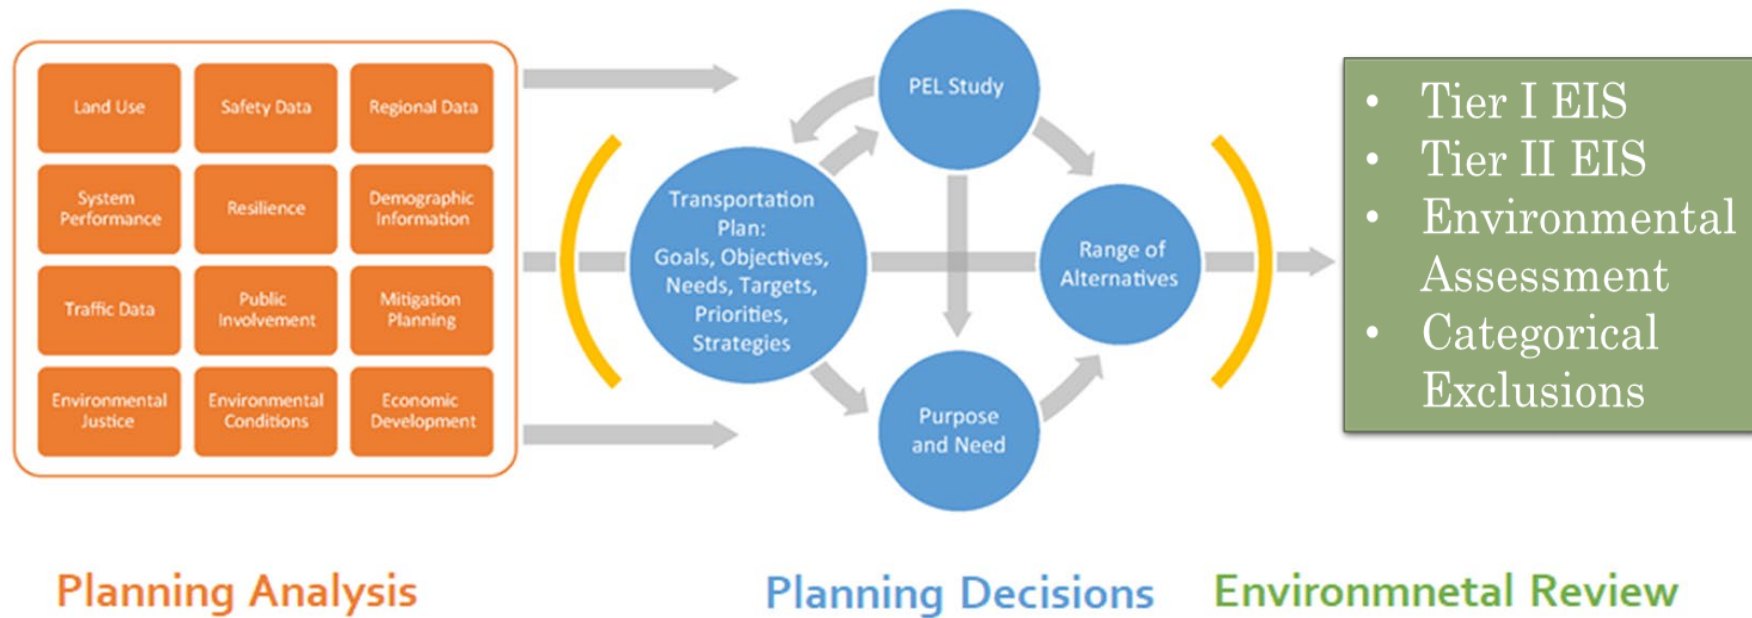 Land Use
Safety Data
Regional Data
System
Performance
Resilience
Demographic
Information
Traffic Data
Public
Involvement
Mitigation
Planning
Environmental
Justice
Environmental
Conditions
Economic
Development
PEL Study
Transportation
Plan:
Goals, Objectives,
Needs, Targets,
Priorities,
Strategies
Range of
Alternatives
Purpose
and Need
• Tier I EIS
• Tier II EIS
• Environmental
Assessment
• Categorical
Exclusions
Planning Analysis
Planning Decisions
Environmnetal Review